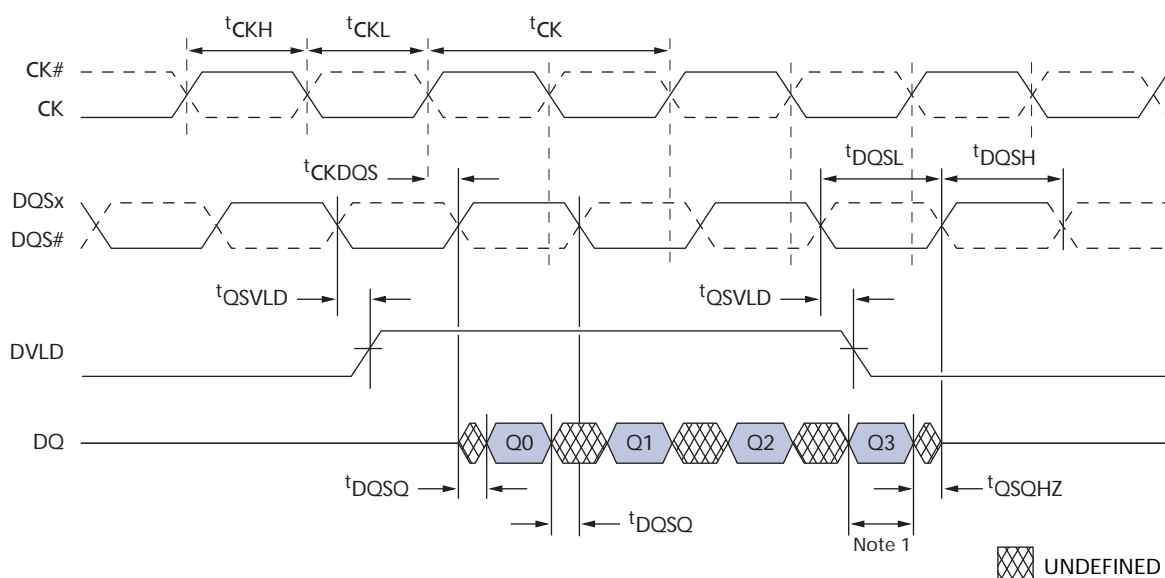 tCKH
tCKL
tCK
CK#
CK
tCKDQS
tDQSL
tDQSH
DQSx
DQS#
tQSVLD
tQSVLD
DVLD
DQ
Q0
Q1
Q2
Q3
tDQSQ
tDQSQ
tQSQHZ
Note 1
UNDEFINED